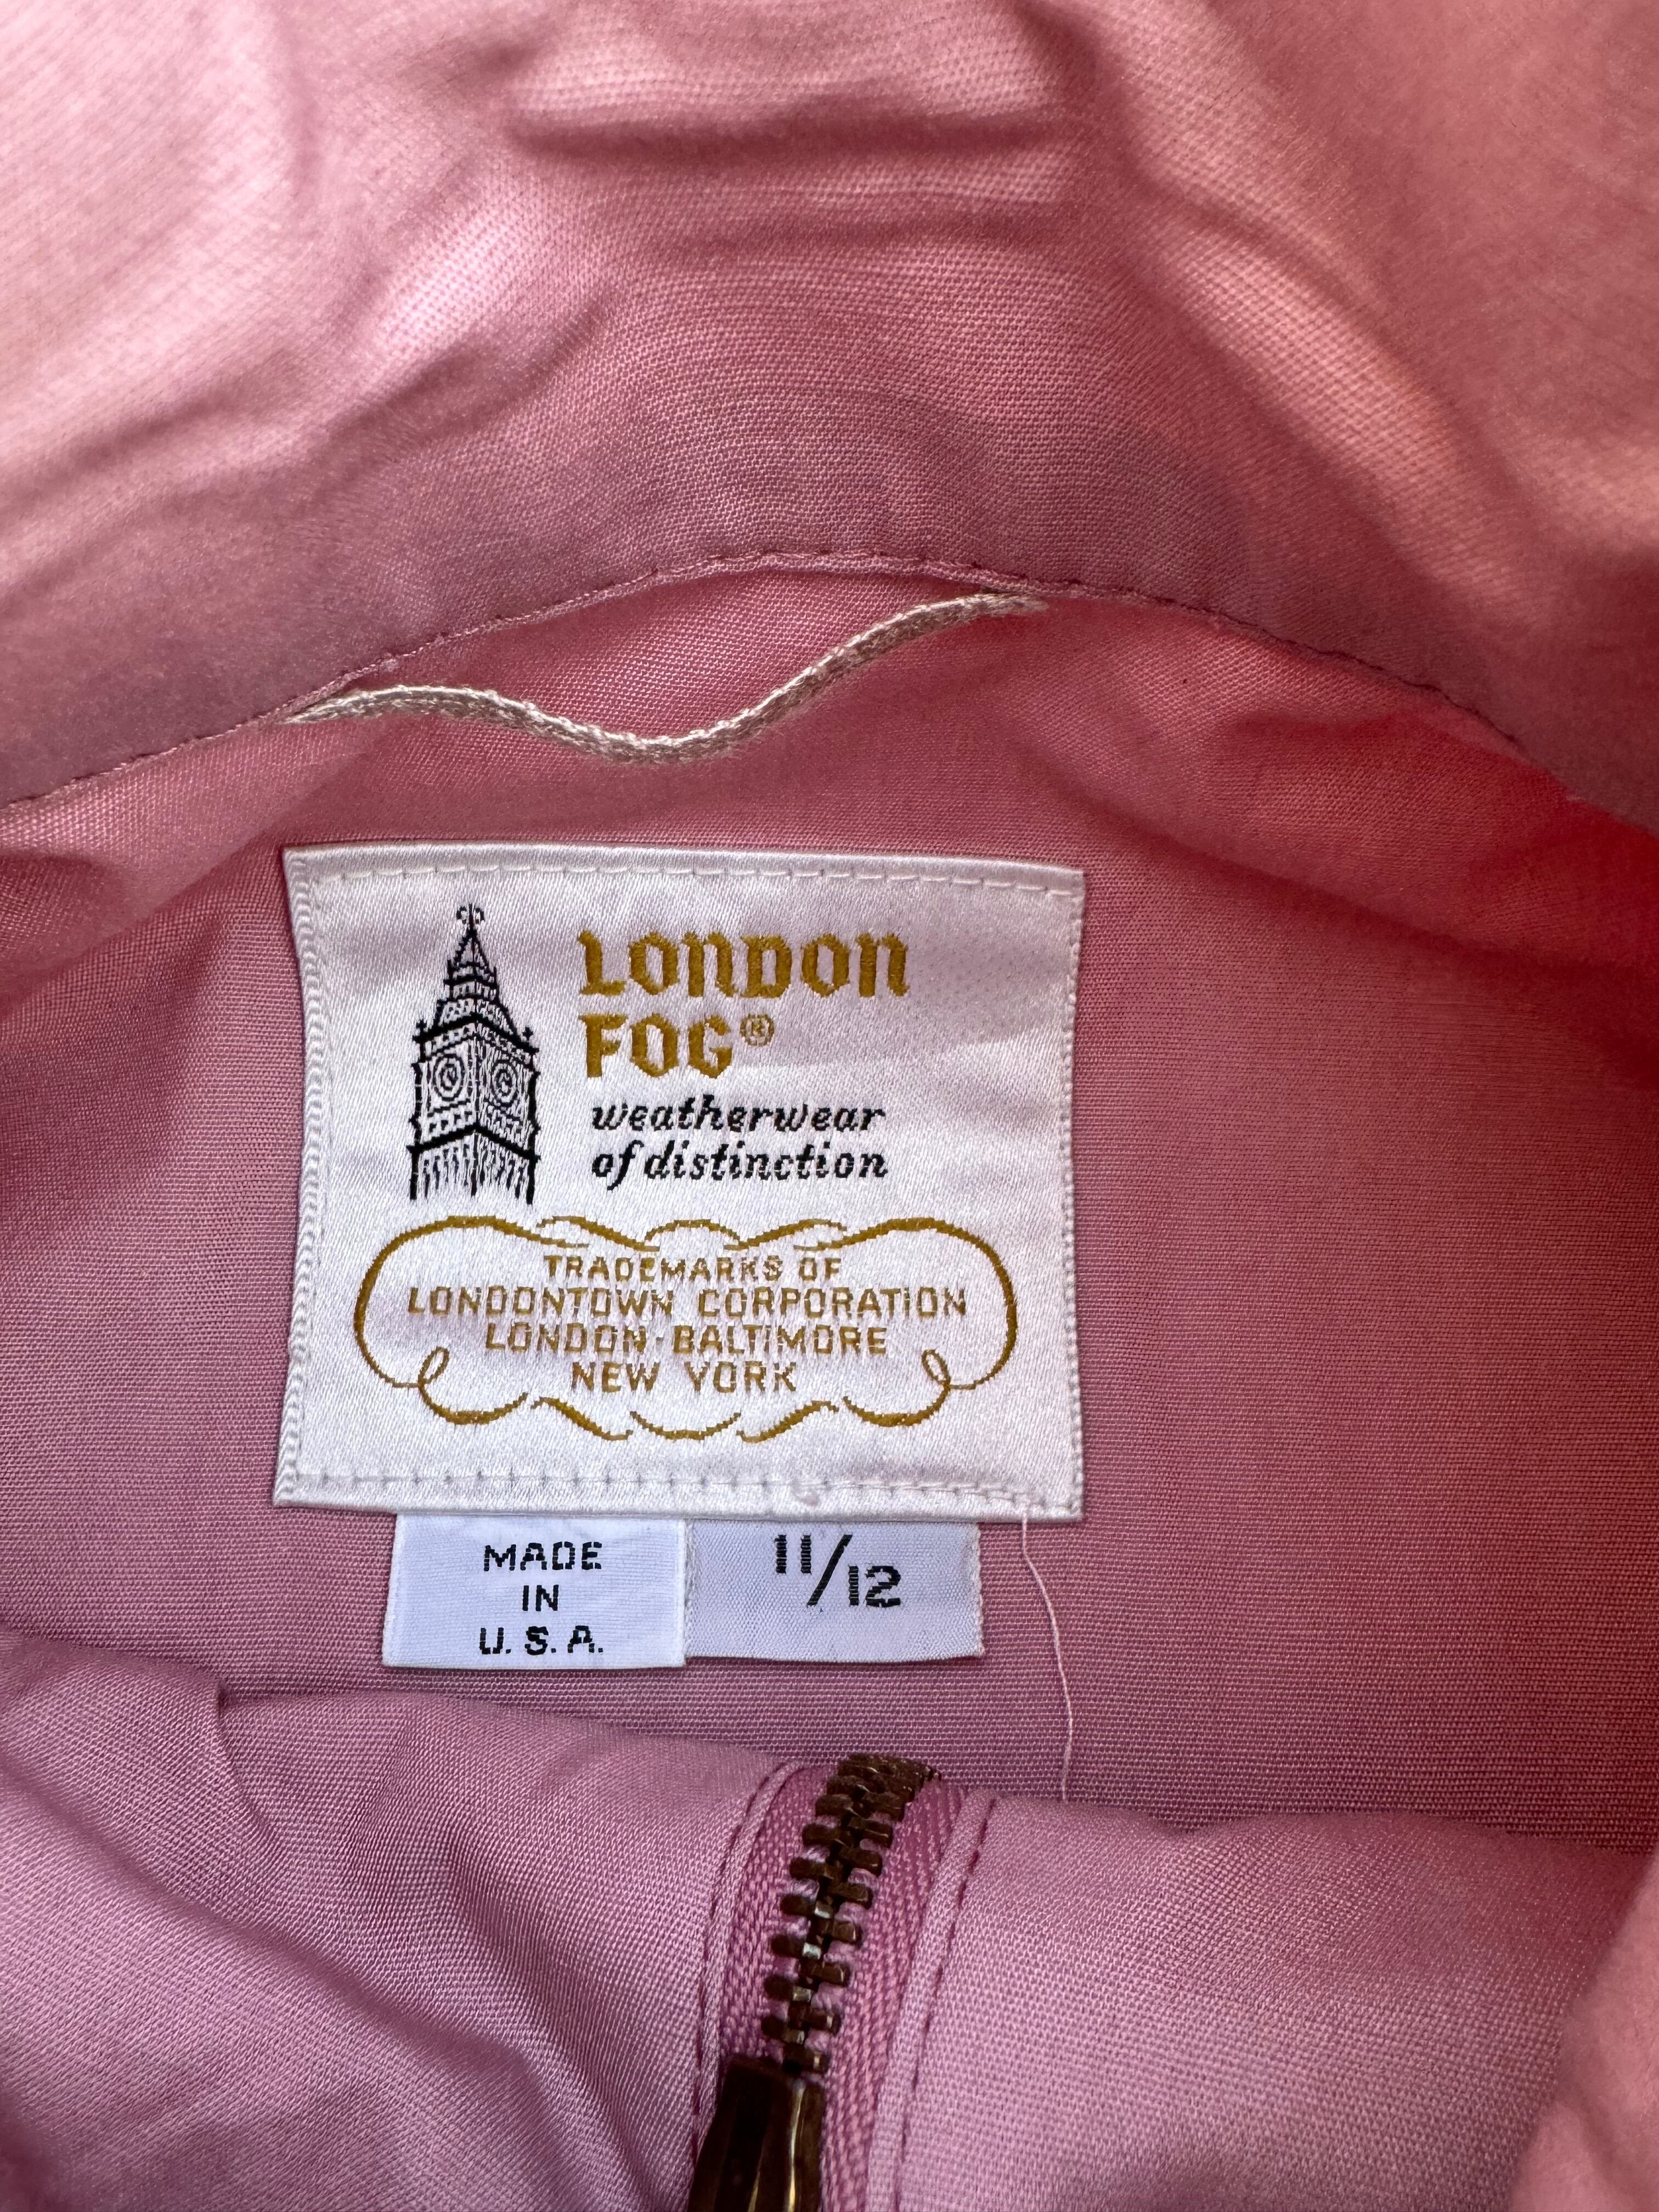 LONDON
FOG®
weatherwear
of distinction
TRADEMARKS OF
LONDONTOWN CORPORATION
LONDON · BALTIMORE
NEW YORK
MADE
IN
U.S.A.
11/12